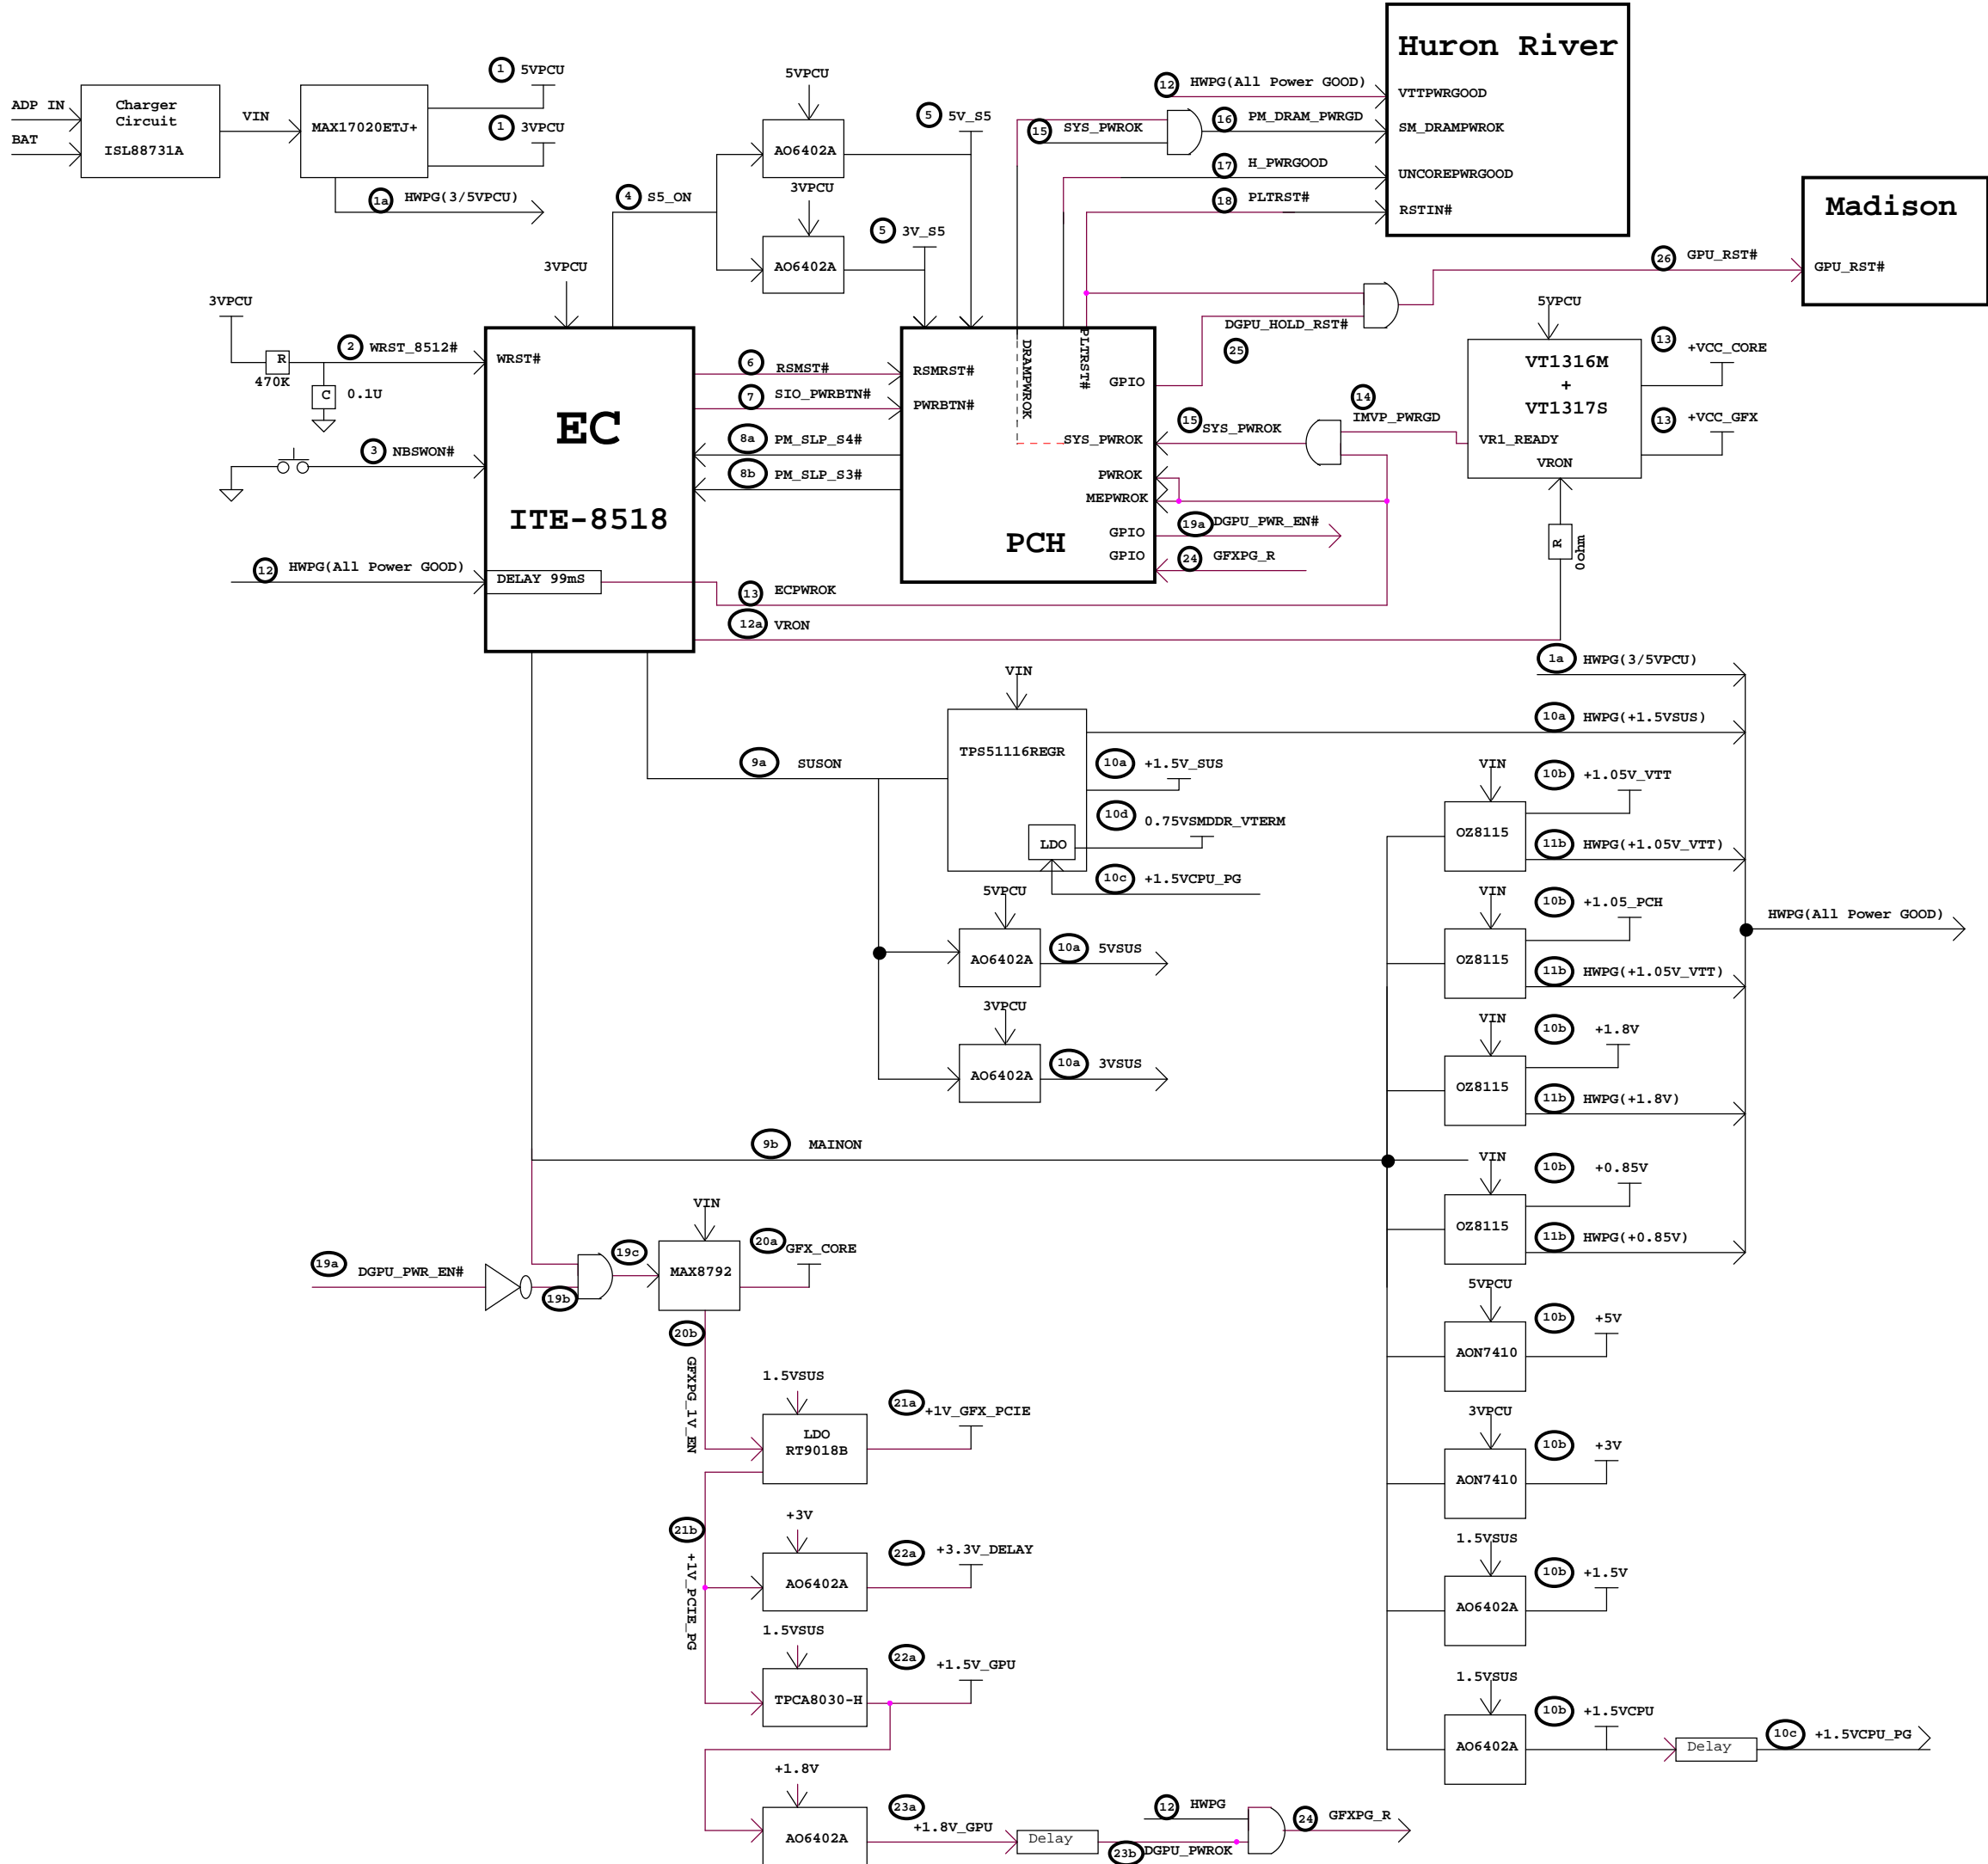 Huron River
12 HWPG(All Power GOOD)
VTTPWRGOOD
15 SYS_PWROK
16 PM_DRAM_PWRGD
SM_DRAMPWROK
17 H_PWRGOOD
UNCOREPWRGOOD
18 PLTRST#
RSTIN#
Madison
26 GPU_RST#
GPU_RST#
ADP IN
BAT
Charger
Circuit
ISL88731A
VIN
MAX17020ETJ+
1 5VPCU
1 3VPCU
1a HWPG(3/5VPCU)
5VPCU
AO6402A
3VPCU
AO6402A
4 S5_ON
5 5V_S5
5 3V_S5
3VPCU
3VPCU
R
470K
C 0.1U
2 WRST_8512#
WRST#
3 NBSWON#
EC
ITE-8518
12 HWPG(All Power GOOD)
DELAY 99mS
6 RSMST#
7 SIO_PWRBTN#
8a PM_SLP_S4#
8b PM_SLP_S3#
13 ECPWROK
12a VRON
RSMRST#
PWRBTN#
DRAMPWROK
PLTRST#
GPIO
SYS_PWROK
PWROK
MEPWROK
GPIO
GPIO
PCH
DGPU_HOLD_RST#
25
15 SYS_PWROK
14
IMVP_PWRGD
19a DGPU_PWR_EN#
24 GFXPG_R
5VPCU
VT1316M
+
VT1317S
VR1_READY
VRON
13 +VCC_CORE
13 +VCC_GFX
R
0ohm
1a HWPG(3/5VPCU)
VIN
TPS51116REGR
LDO
9a SUSON
10a HWPG(+1.5VSUS)
10a +1.5V_SUS
10d 0.75VSMDDR_VTERM
10c +1.5VCPU_PG
5VPCU
AO6402A
10a 5VSUS
3VPCU
AO6402A
10a 3VSUS
VIN
OZ8115
10b +1.05V_VTT
11b HWPG(+1.05V_VTT)
VIN
OZ8115
10b +1.05_PCH
11b HWPG(+1.05V_VTT)
HWPG(All Power GOOD)
VIN
OZ8115
10b +1.8V
11b HWPG(+1.8V)
9b MAINON
VIN
OZ8115
10b +0.85V
11b HWPG(+0.85V)
19a DGPU_PWR_EN#
19b
19c
VIN
MAX8792
20a GFX_CORE
20b
GFXPG_1V_EN
5VPCU
AON7410
10b +5V
1.5VSUS
LDO
RT9018B
21a +1V_GFX_PCIE
3VPCU
AON7410
10b +3V
21b
+1V_PCIE_PG
+3V
AO6402A
22a +3.3V_DELAY
1.5VSUS
AO6402A
10b +1.5V
1.5VSUS
TPCA8030-H
22a +1.5V_GPU
1.5VSUS
AO6402A
10b +1.5VCPU
Delay
10c +1.5VCPU_PG
+1.8V
AO6402A
23a
+1.8V_GPU
Delay
23b DGPU_PWROK
12 HWPG
24 GFXPG_R